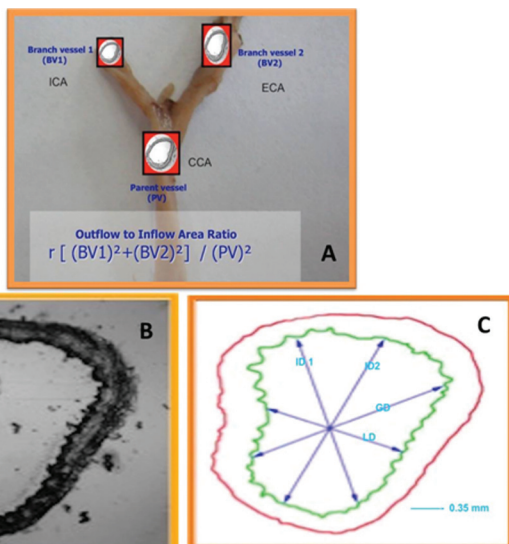 Branch vessel 1
(BV1)
ICA
Branch vessel 2
(BV2)
ECA
CCA
Parent vessel
(PV)
Outflow to Inflow Area Ratio
r [ (BV1)²+(BV2)²] / (PV)²
A
B
C
ID 1
ID2
GD
LD
0.35 mm